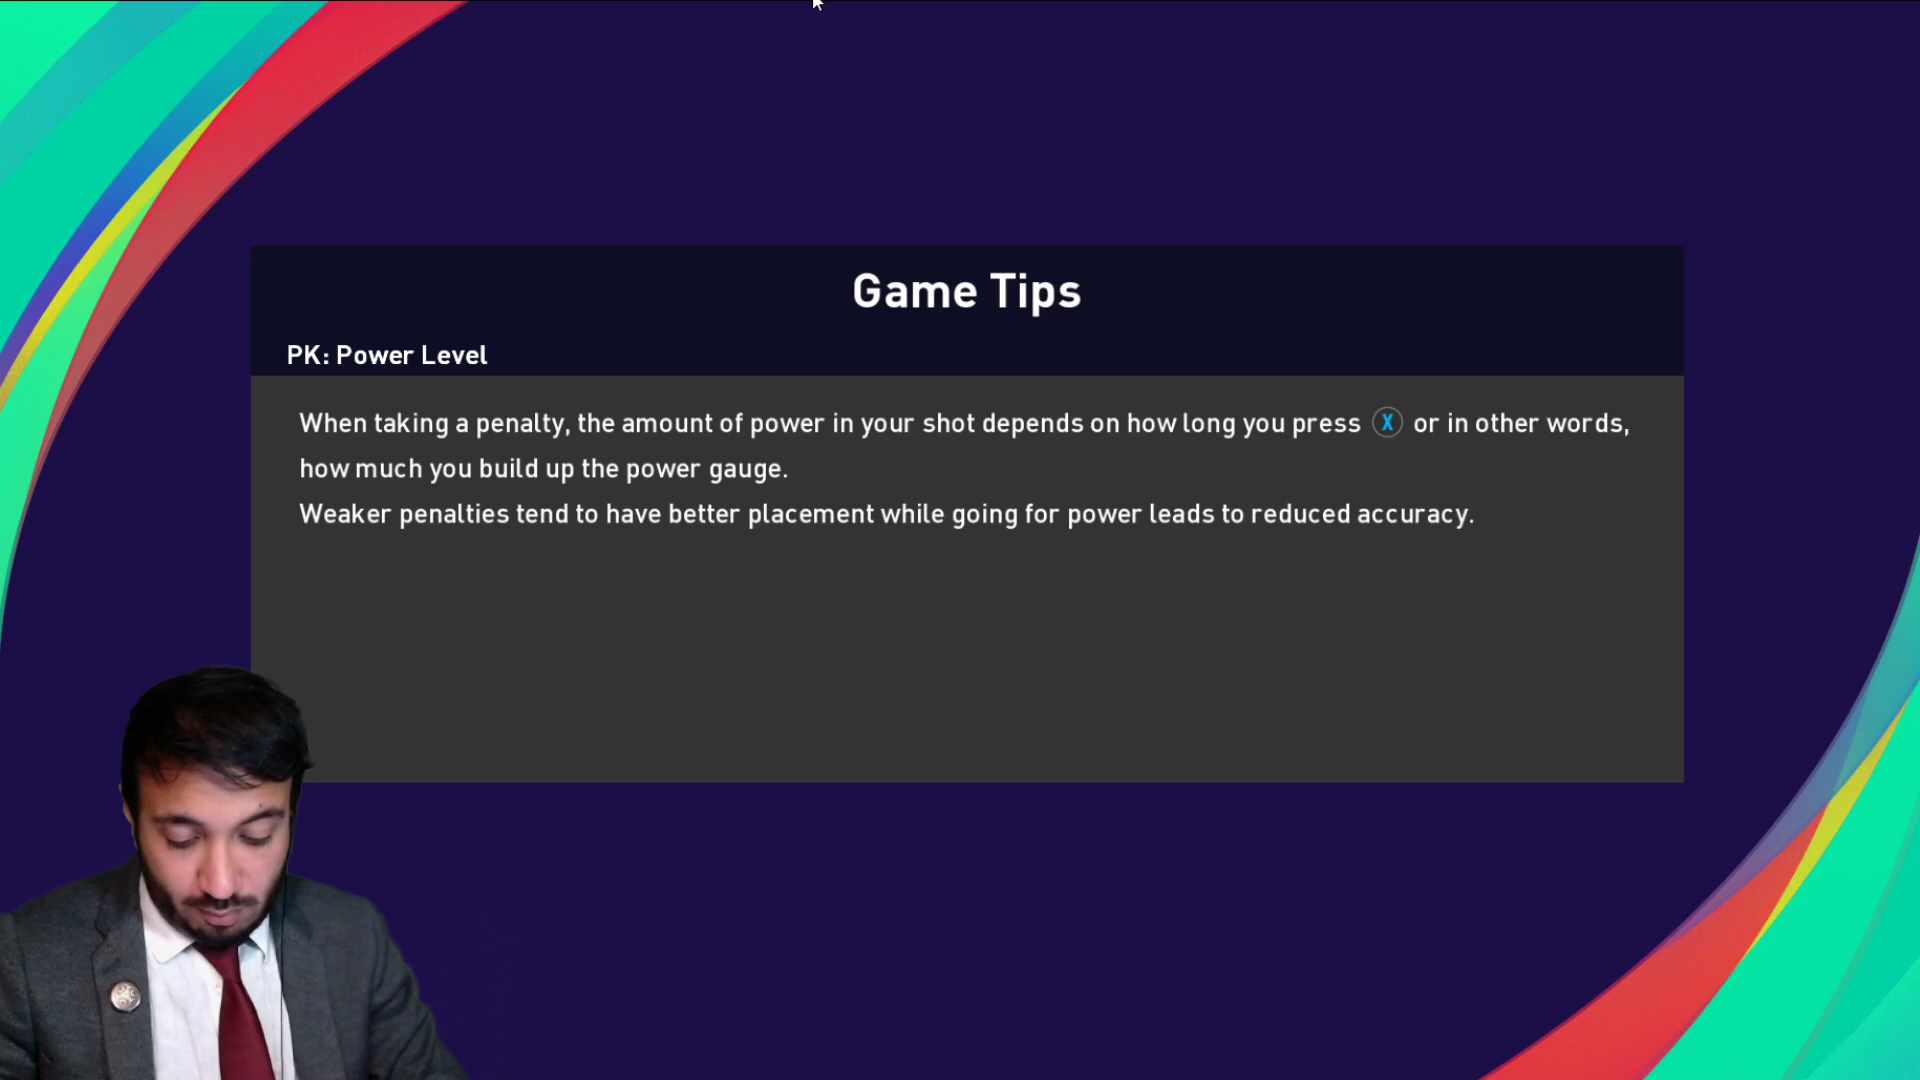 Game Tips
PK: Power Level
When taking a penalty, the amount of power in your shot depends on how long you press X or in other words,
how much you build up the power gauge.
Weaker penalties tend to have better placement while going for power leads to reduced accuracy.